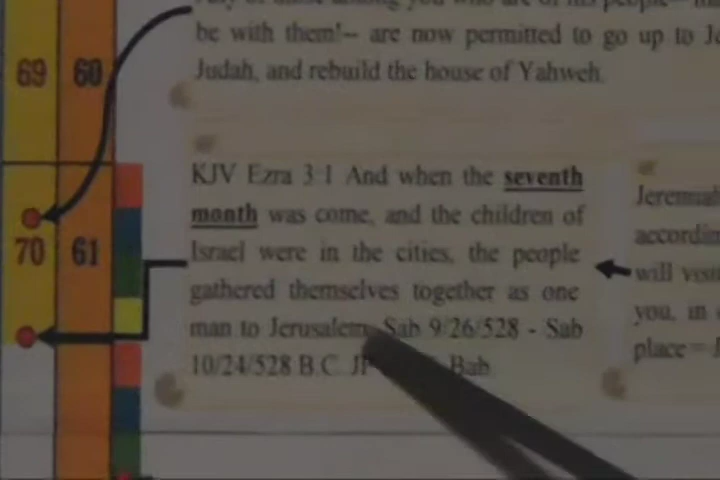 be with them!-- are now permitted to go up to
Judah, and rebuild the house of Yahweh.
69 60
KJV Ezra 3:1 And when the seventh
month was come, and the children of
Israel were in the cities, the people
gathered themselves together as one
man to Jerusalem. Sab 9/26/528 - Sab
10/24/528 B.C. Bab
70 61
Jeremiah
according
will visit
you,
place=